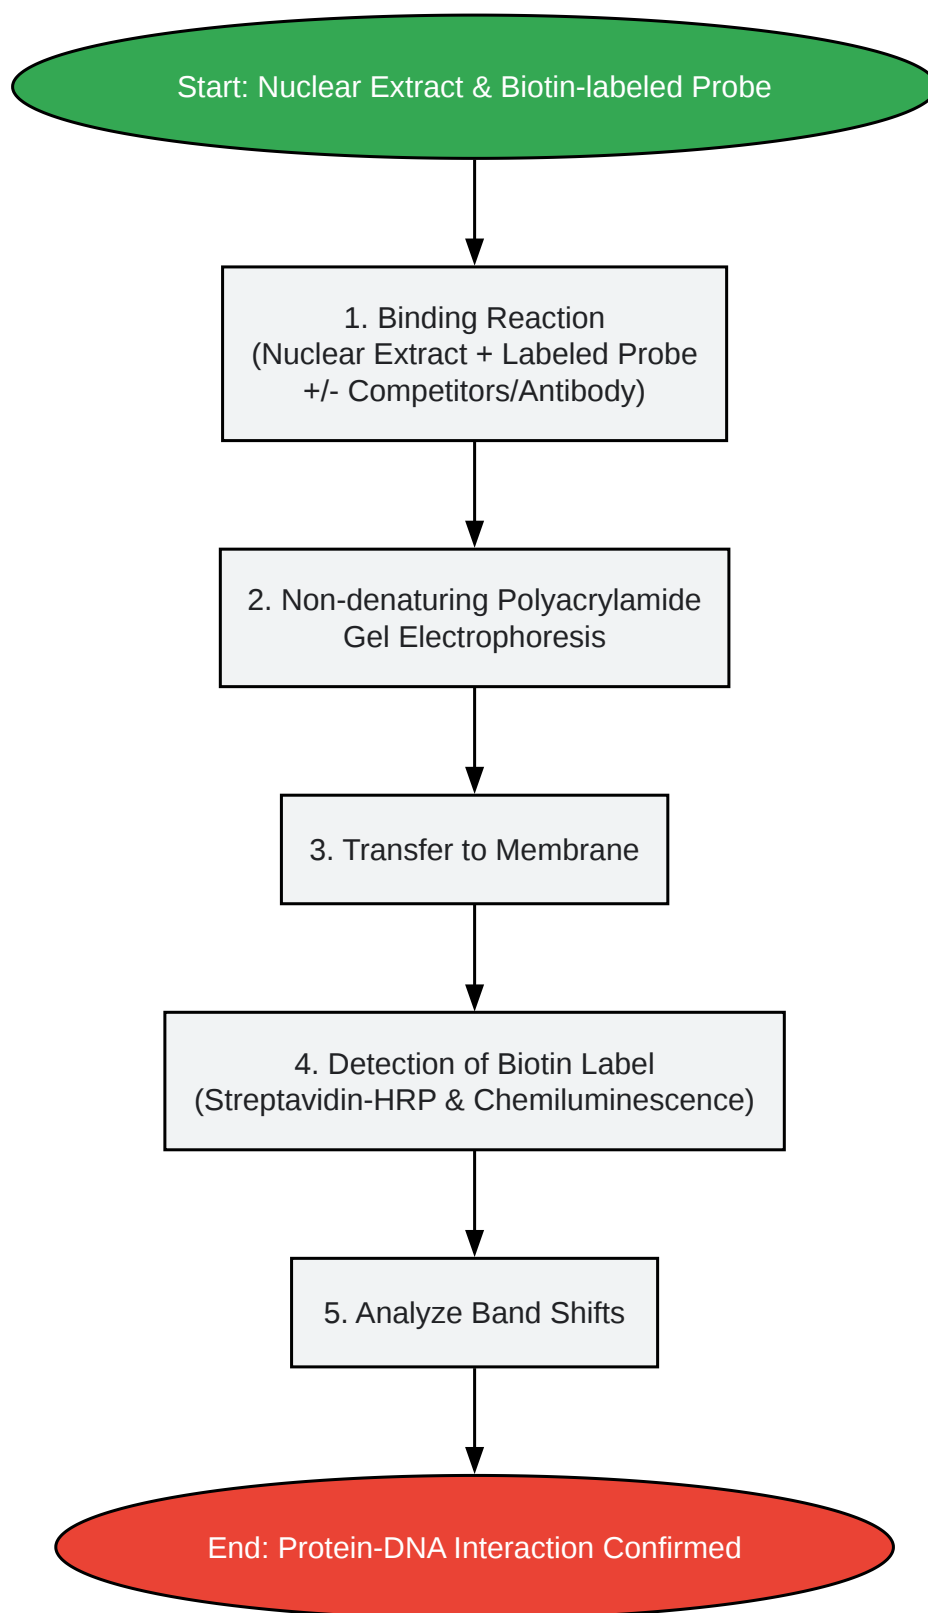 Start: Nuclear Extract & Biotin-labeled Probe
1. Binding Reaction
(Nuclear Extract + Labeled Probe
+/- Competitors/Antibody)
2. Non-denaturing Polyacrylamide
Gel Electrophoresis
3. Transfer to Membrane
4. Detection of Biotin Label
(Streptavidin-HRP & Chemiluminescence)
5. Analyze Band Shifts
End: Protein-DNA Interaction Confirmed